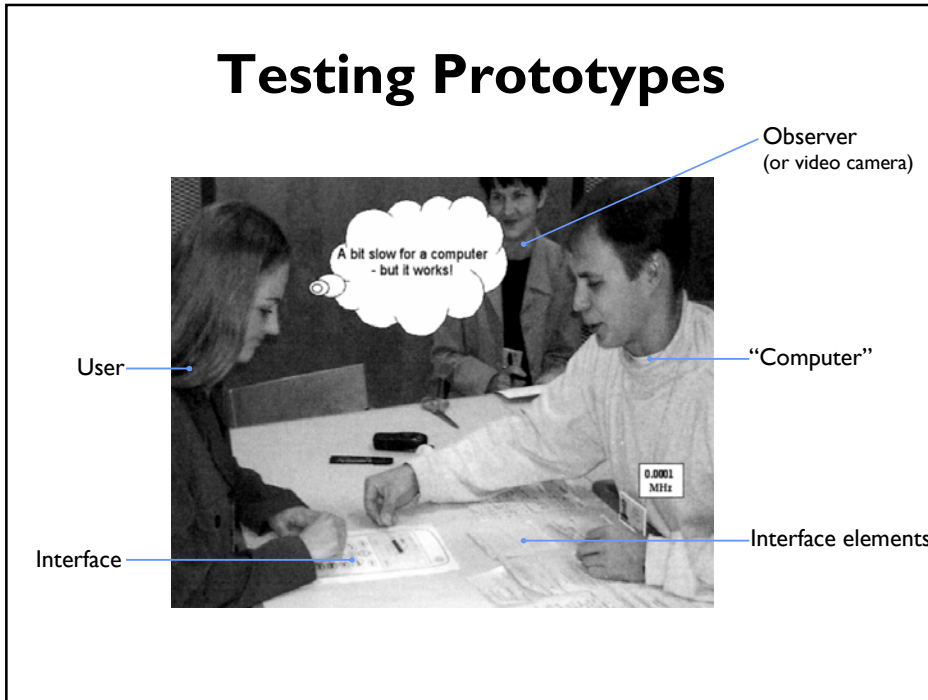 Testing Prototypes
Observer
(or video camera)
A bit slow for a computer
- but it works!
User
“Computer”
0.0001
MHz
Interface elements
Interface